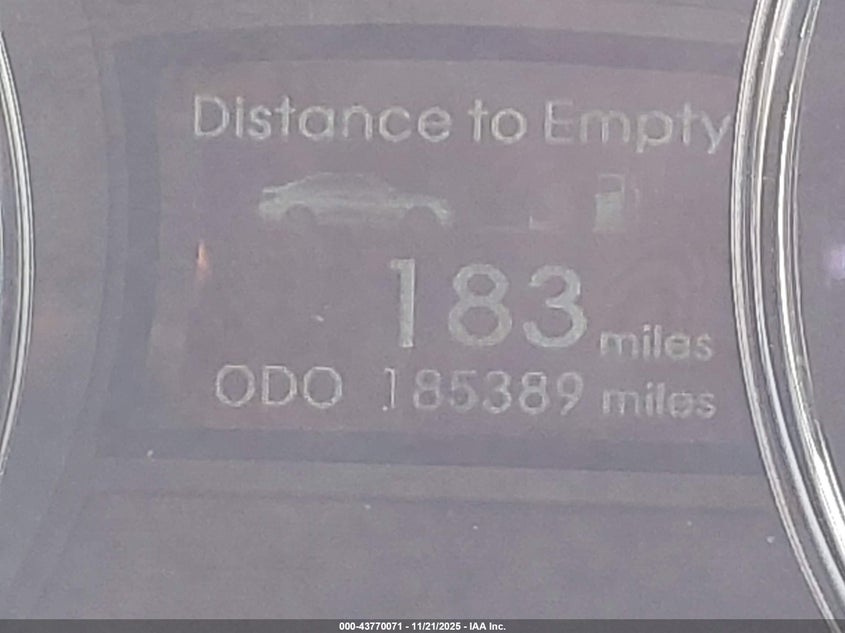 Distance to Empty
183 miles
ODO 185389 miles
000-43770071 - 11/21/2025 - IAA Inc.